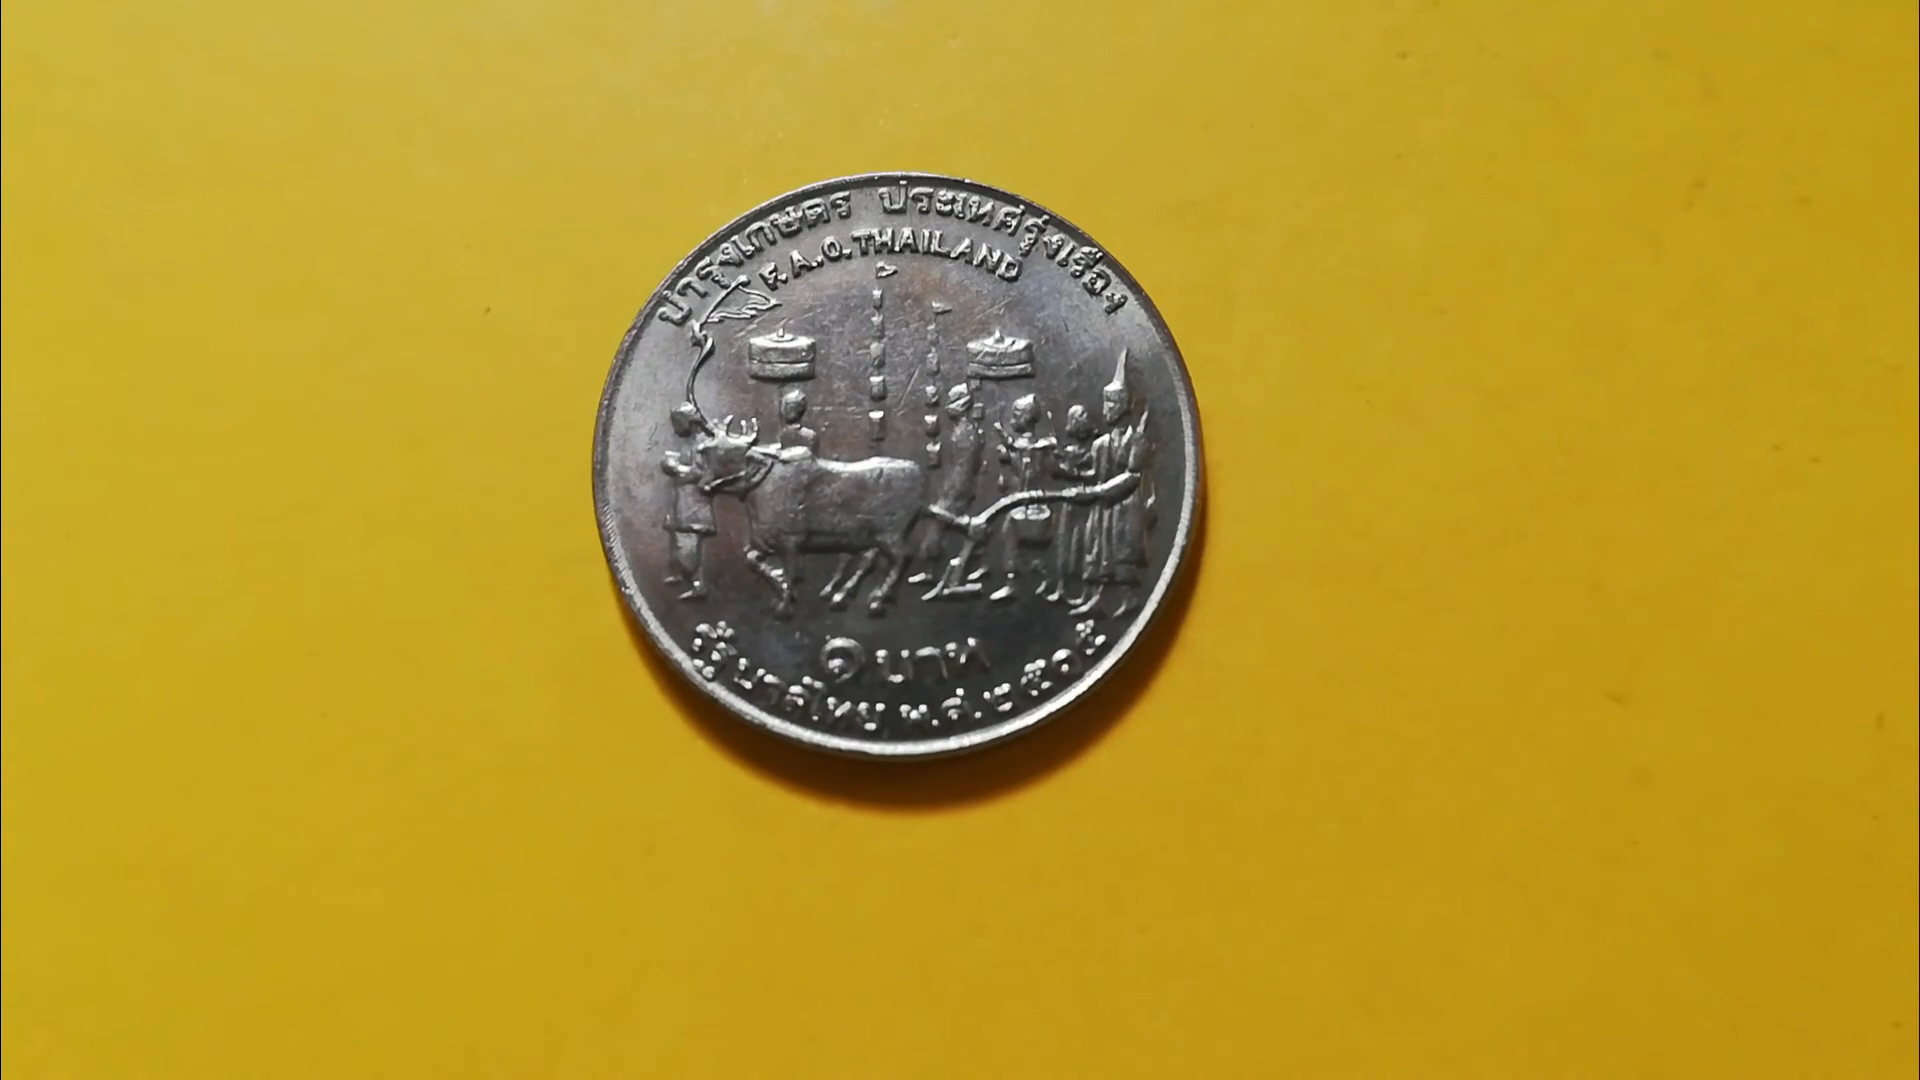 บำรุงเกษตร ประเทศรุ่งเรือง
F.A.O. THAILAND
๑ บาท
รัฐบาลไทย พ.ศ. ๒๕๑๕